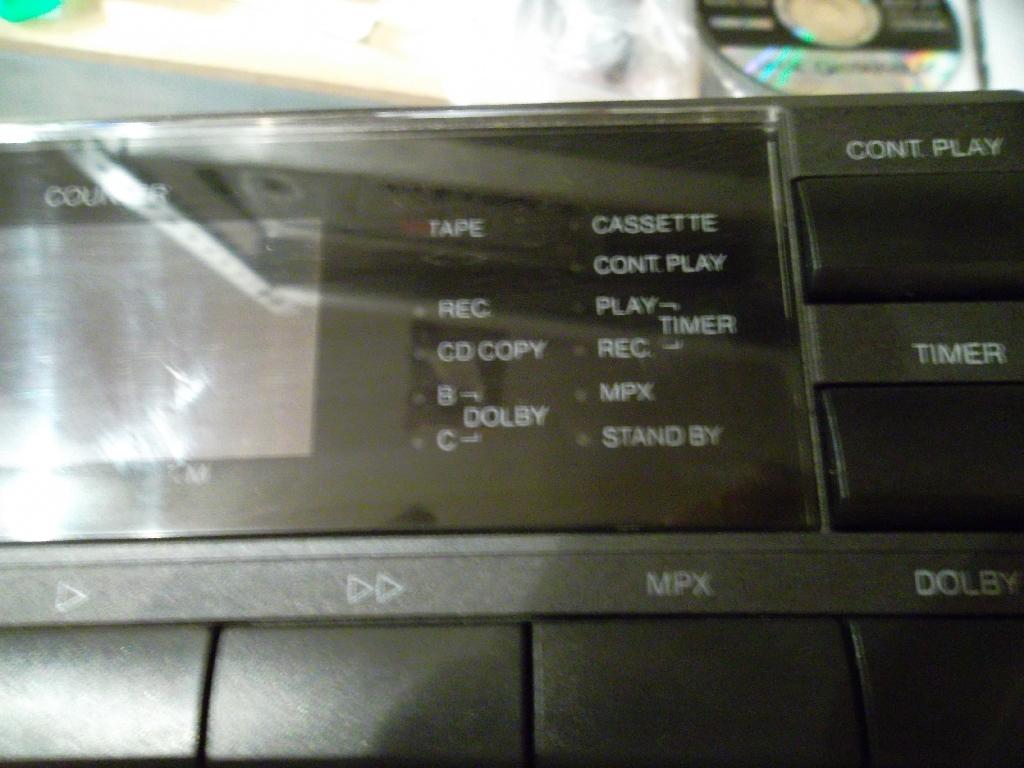 CONT. PLAY
COUNTER
TAPE
CASSETTE
CONT. PLAY
REC
PLAY
TIMER
CD COPY
REC.
B
MPX
DOLBY
C
STAND BY
TIMER
MPX
DOLBY